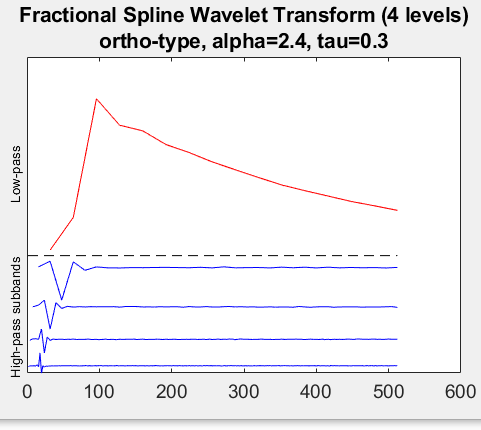 Fractional Spline Wavelet Transform (4 levels)
ortho-type, alpha=2.4, tau=0.3
Low-pass
High-pass subbands
0 100 200 300 400 500 600